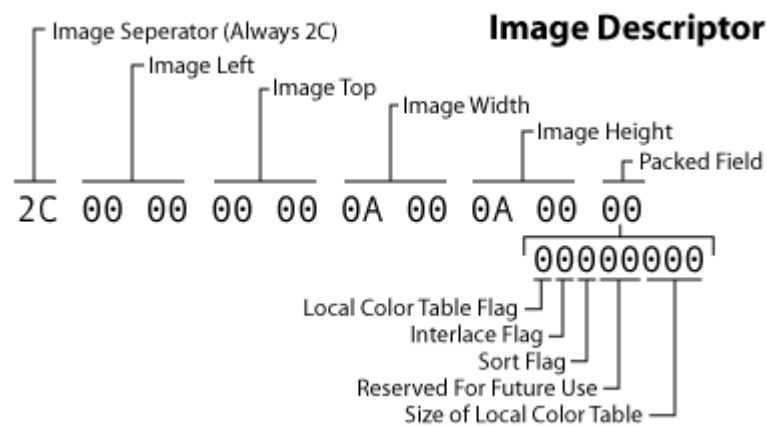 Image Descriptor
Image Seperator (Always 2C)
Image Left
Image Top
Image Width
Image Height
Packed Field
2C 00 00 00 00 0A 00 0A 00 00
00000000
Local Color Table Flag
Interlace Flag
Sort Flag
Reserved For Future Use
Size of Local Color Table